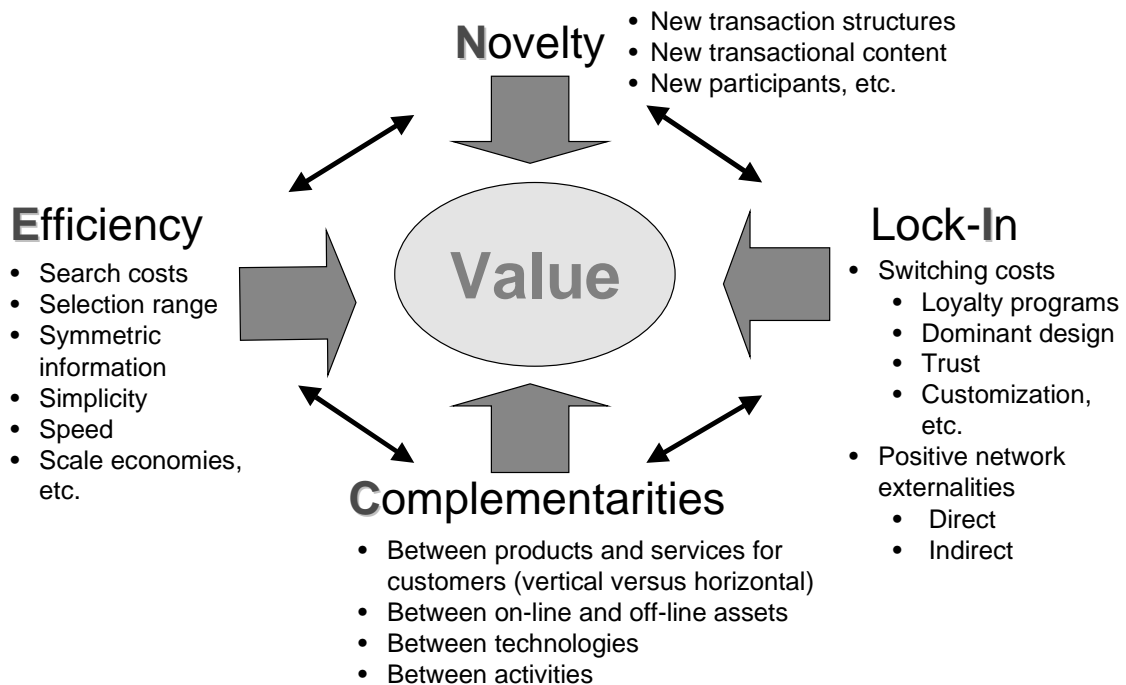 Novelty
• New transaction structures
• New transactional content
• New participants, etc.
Efficiency
• Search costs
• Selection range
• Symmetric
information
• Simplicity
• Speed
• Scale economies,
etc.
Value
Lock-In
• Switching costs
• Loyalty programs
• Dominant design
• Trust
• Customization,
etc.
• Positive network
externalities
• Direct
• Indirect
Complementarities
• Between products and services for
customers (vertical versus horizontal)
• Between on-line and off-line assets
• Between technologies
• Between activities